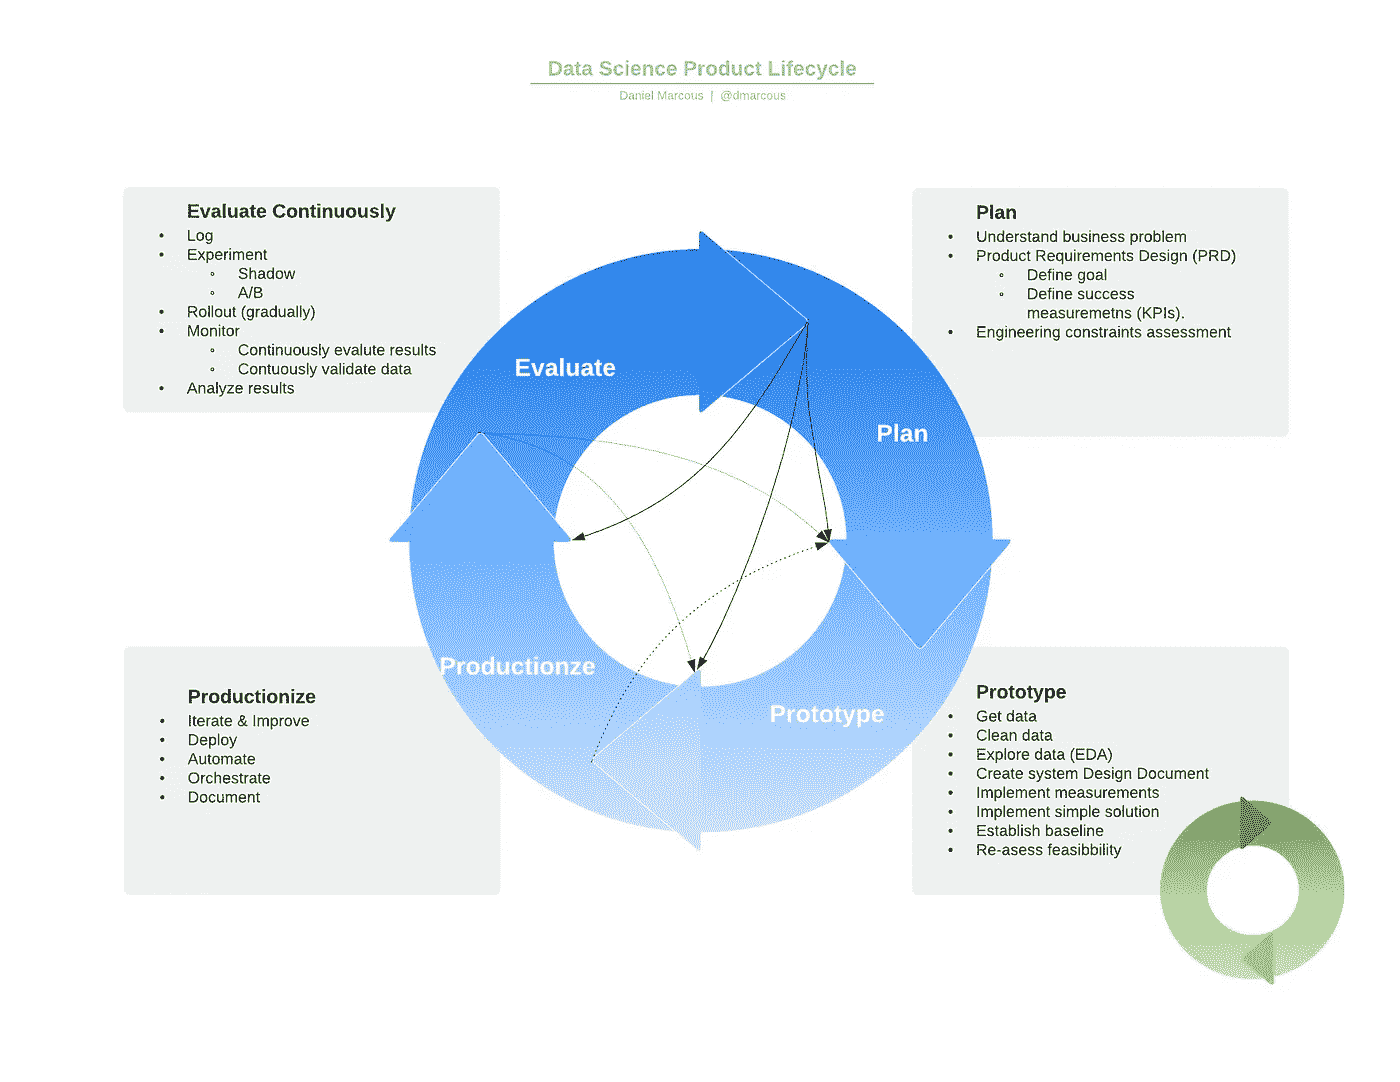 Data Science Product Lifecycle
Daniel Marcous | @dmarcous
Evaluate Continuously
• Log
• Experiment
◦ Shadow
◦ A/B
• Rollout (gradually)
• Monitor
◦ Continuously evalute results
◦ Contuously validate data
• Analyze results
Plan
• Understand business problem
• Product Requirements Design (PRD)
◦ Define goal
◦ Define success
measuremetns (KPIs).
• Engineering constraints assessment
Evaluate
Plan
Productionze
Prototype
Productionize
• Iterate & Improve
• Deploy
• Automate
• Orchestrate
• Document
Prototype
• Get data
• Clean data
• Explore data (EDA)
• Create system Design Document
• Implement measurements
• Implement simple solution
• Establish baseline
• Re-asess feasibbility